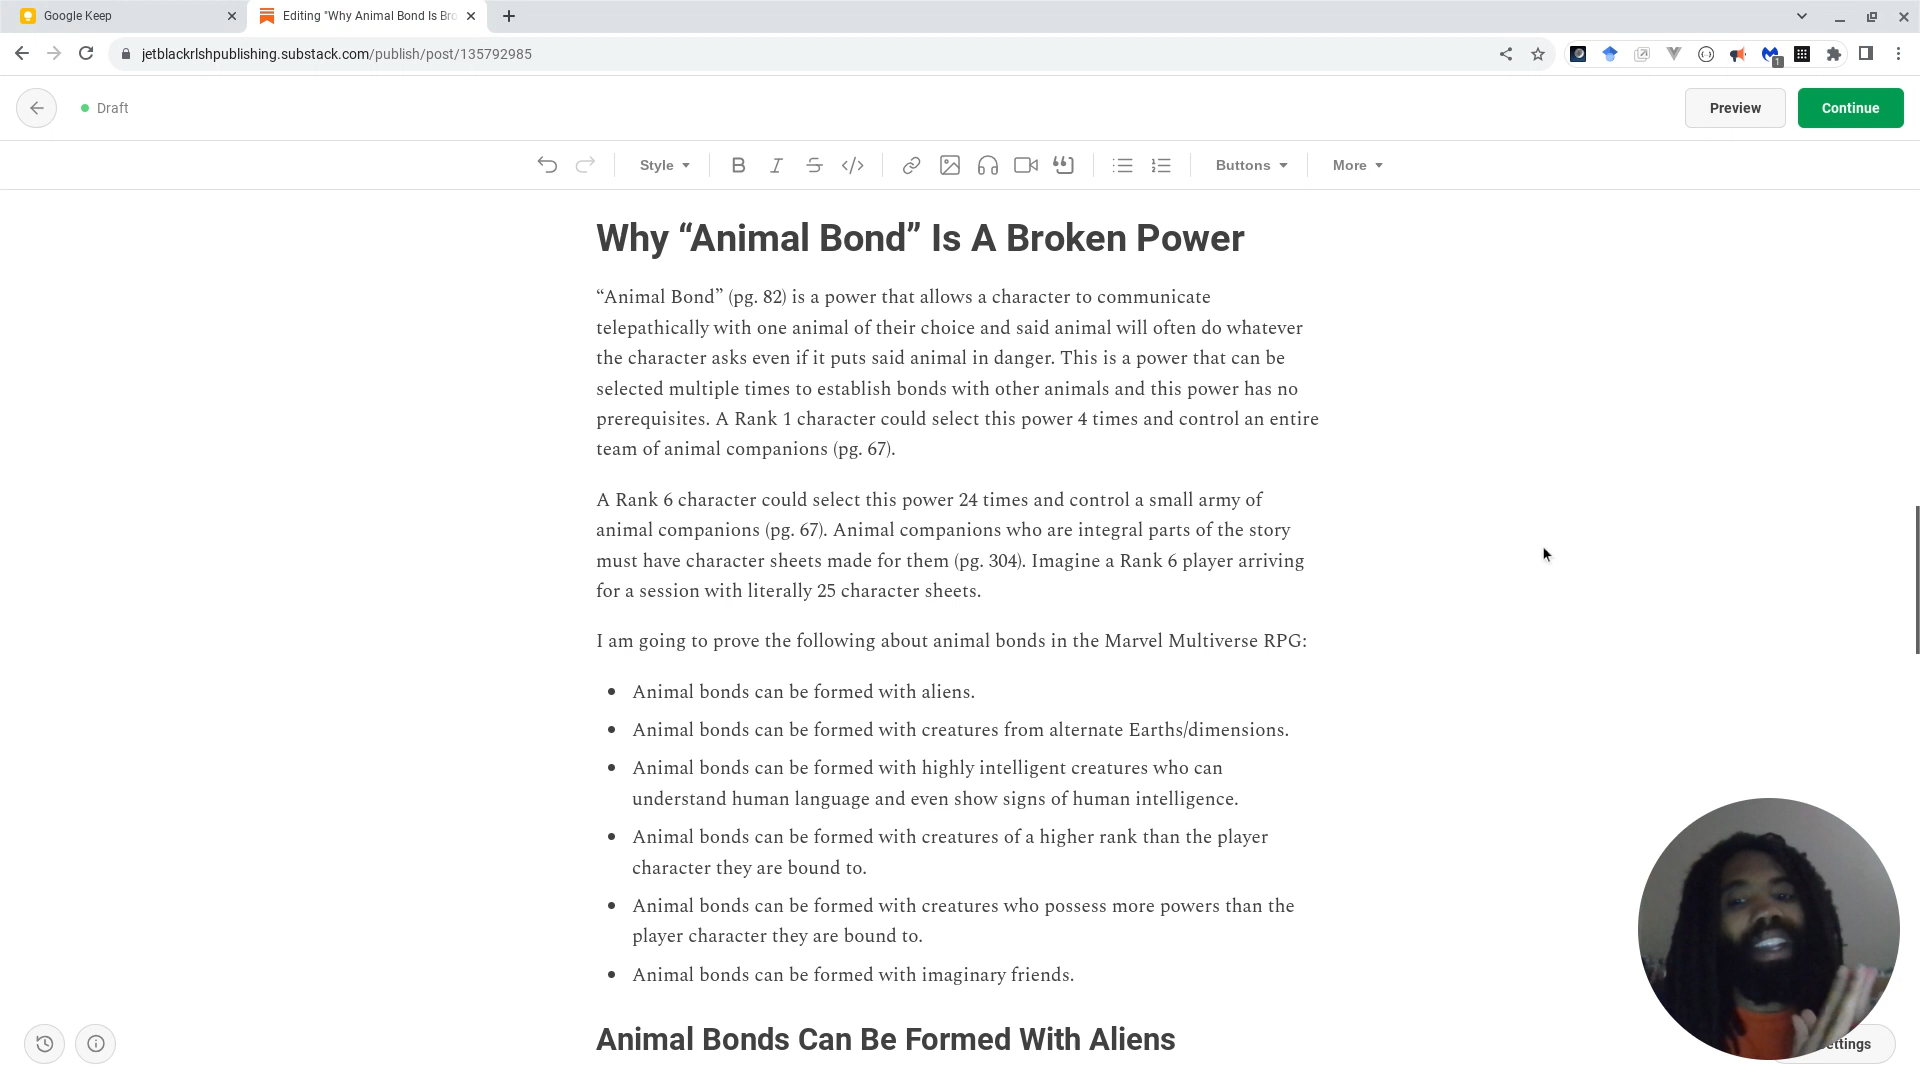 Google Keep
Editing "Why Animal Bond Is Bro
jetblackrlshpublishing.substack.com/publish/post/135792985
1
Draft
Preview
Continue
Style
Buttons
More
Why “Animal Bond” Is A Broken Power
“Animal Bond” (pg. 82) is a power that allows a character to communicate
telepathically with one animal of their choice and said animal will often do whatever
the character asks even if it puts said animal in danger. This is a power that can be
selected multiple times to establish bonds with other animals and this power has no
prerequisites. A Rank 1 character could select this power 4 times and control an entire
team of animal companions (pg. 67).
A Rank 6 character could select this power 24 times and control a small army of
animal companions (pg. 67). Animal companions who are integral parts of the story
must have character sheets made for them (pg. 304). Imagine a Rank 6 player arriving
for a session with literally 25 character sheets.
I am going to prove the following about animal bonds in the Marvel Multiverse RPG:
Animal bonds can be formed with aliens.
Animal bonds can be formed with creatures from alternate Earths/dimensions.
Animal bonds can be formed with highly intelligent creatures who can
understand human language and even show signs of human intelligence.
Animal bonds can be formed with creatures of a higher rank than the player
character they are bound to.
Animal bonds can be formed with creatures who possess more powers than the
player character they are bound to.
Animal bonds can be formed with imaginary friends.
Animal Bonds Can Be Formed With Aliens
ettings